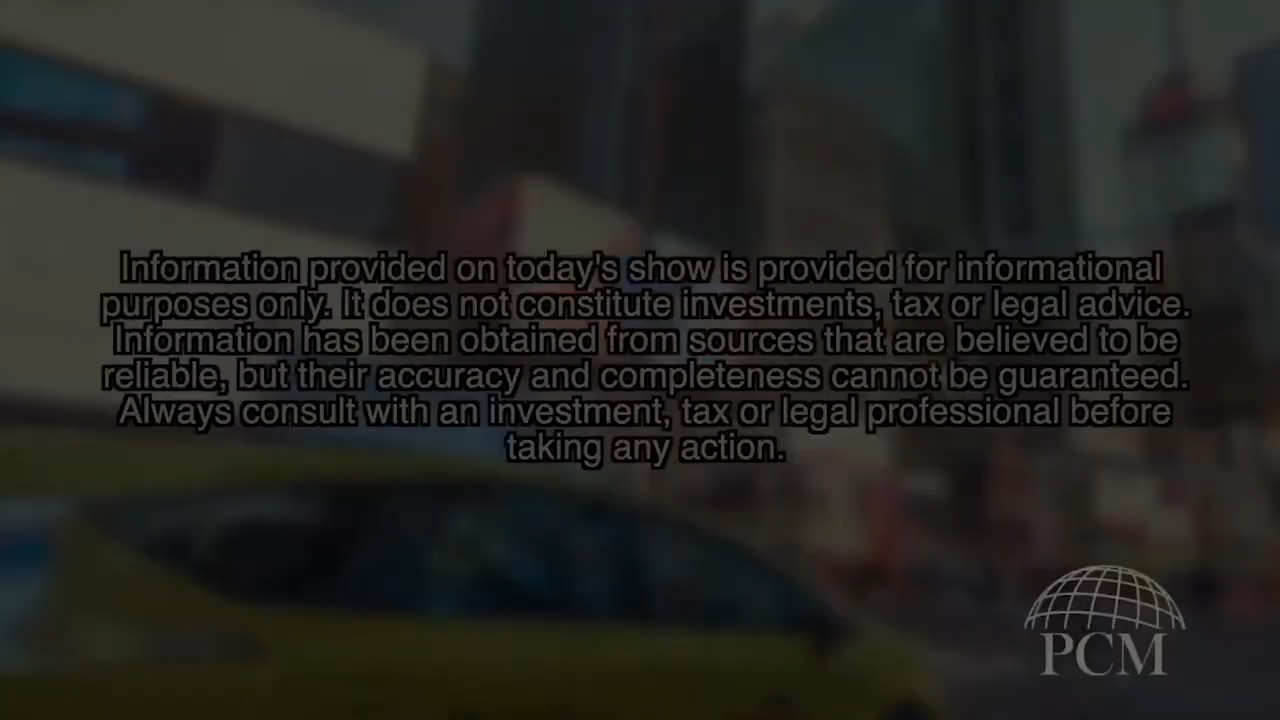 Information provided on today's show is provided for informational
purposes only. It does not constitute investments, tax or legal advice.
Information has been obtained from sources that are believed to be
reliable, but their accuracy and completeness cannot be guaranteed.
Always consult with an investment, tax or legal professional before
taking any action.
PCM